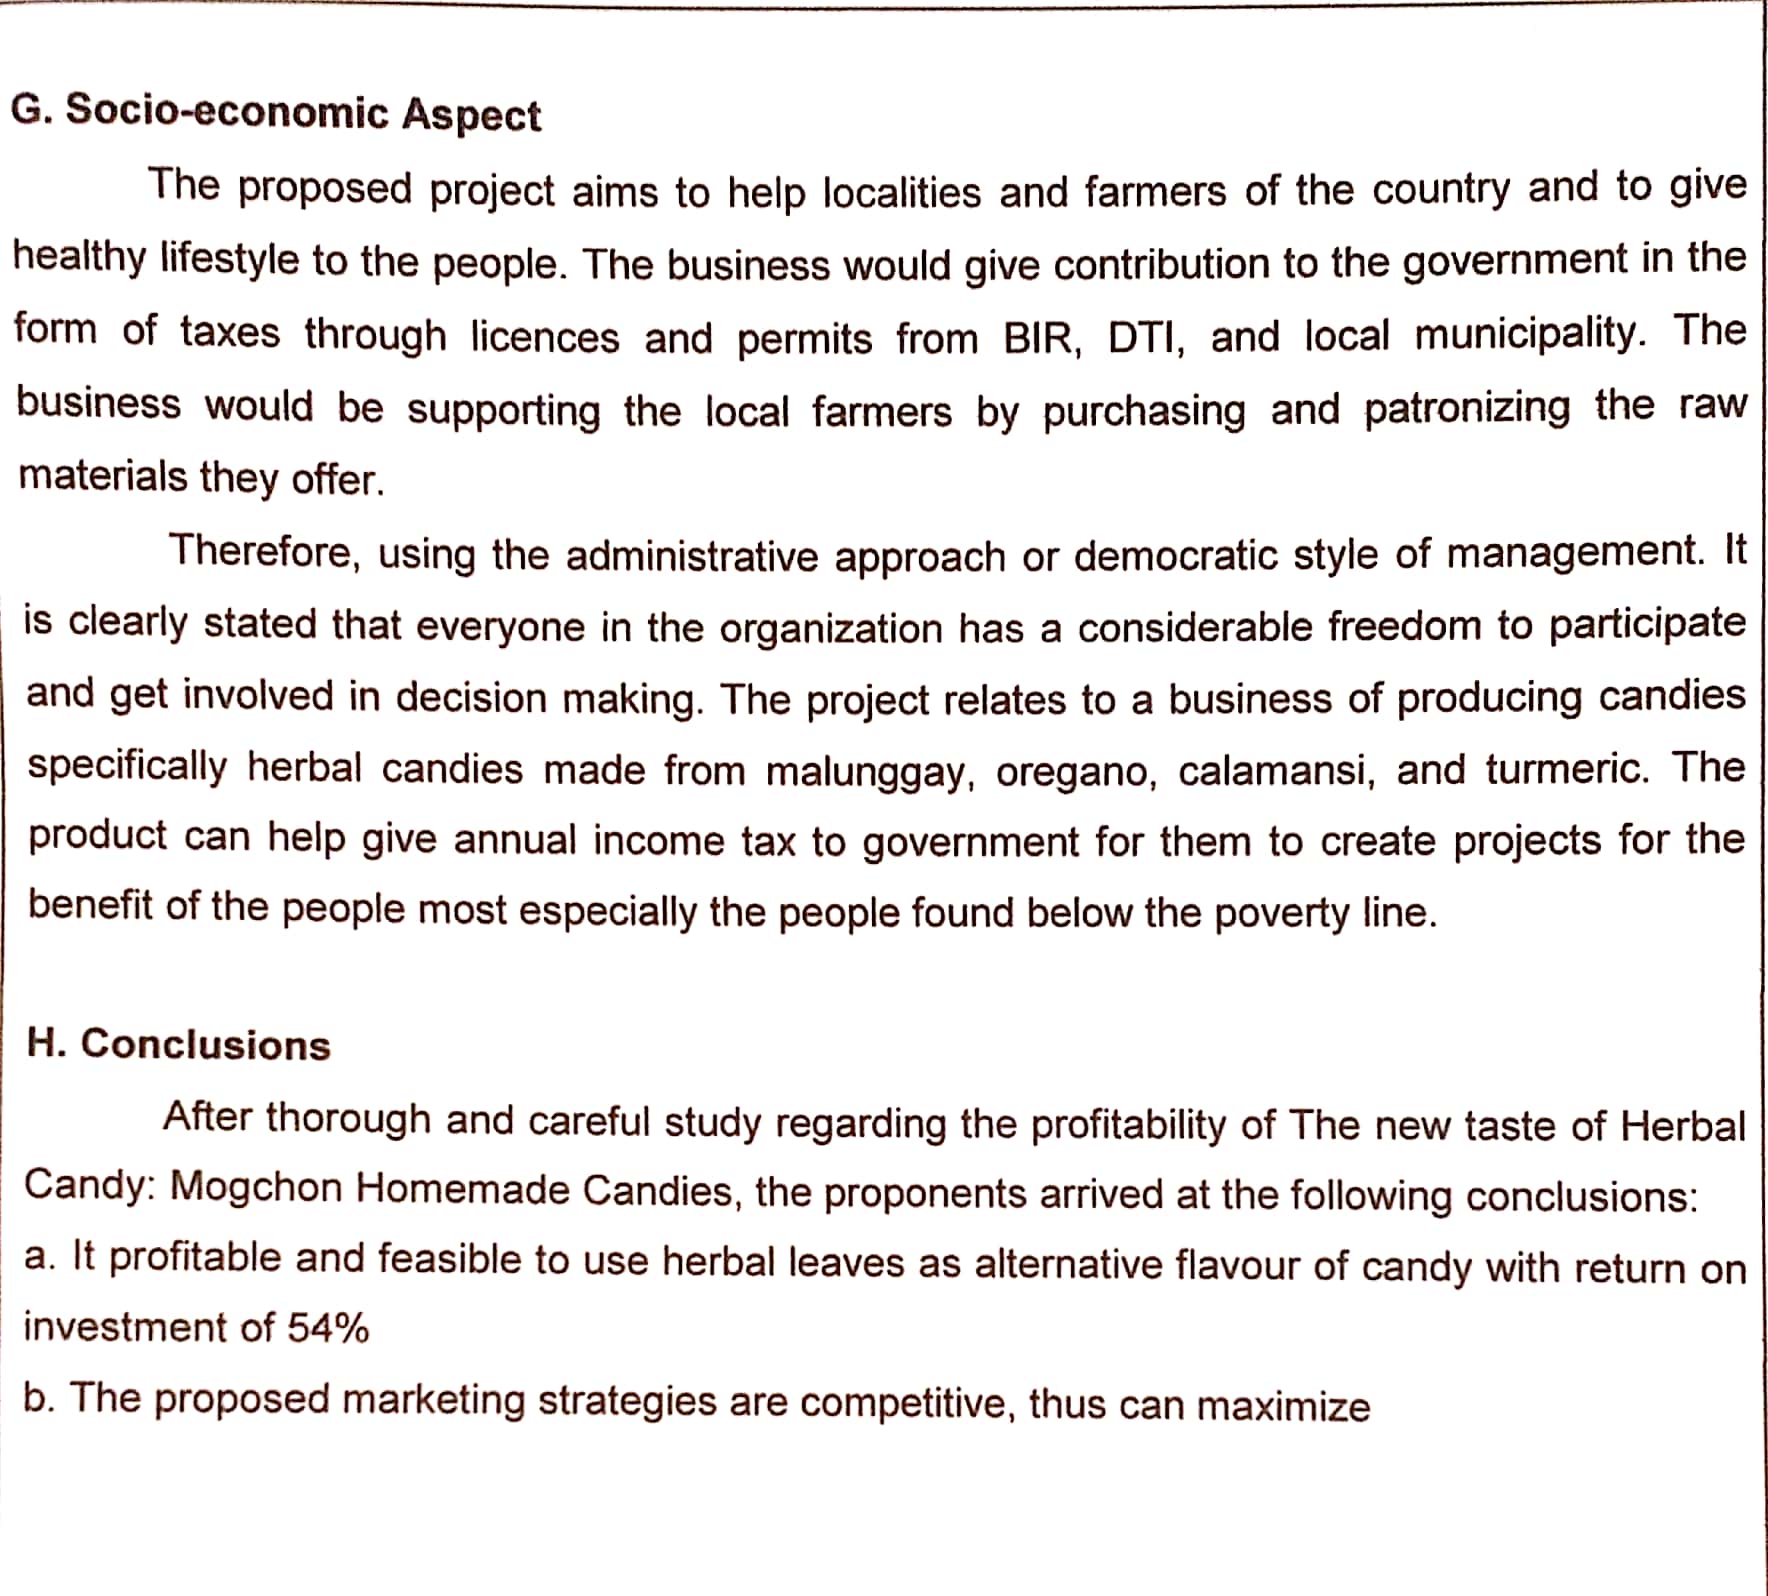 G. Socio-economic Aspect
The proposed project aims to help localities and farmers of the country and to give
healthy lifestyle to the people. The business would give contribution to the government in the
form of taxes through licences and permits from BIR, DTI, and local municipality. The
business would be supporting the local farmers by purchasing and patronizing the raw
materials they offer.
Therefore, using the administrative approach or democratic style of management. It
is clearly stated that everyone in the organization has a considerable freedom to participate
and get involved in decision making. The project relates to a business of producing candies
specifically herbal candies made from malunggay, oregano, calamansi, and turmeric. The
product can help give annual income tax to government for them to create projects for the
benefit of the people most especially the people found below the poverty line.
H. Conclusions
After thorough and careful study regarding the profitability of The new taste of Herbal
Candy: Mogchon Homemade Candies, the proponents arrived at the following conclusions:
a. It profitable and feasible to use herbal leaves as alternative flavour of candy with return on
investment of 54%
b. The proposed marketing strategies are competitive, thus can maximize